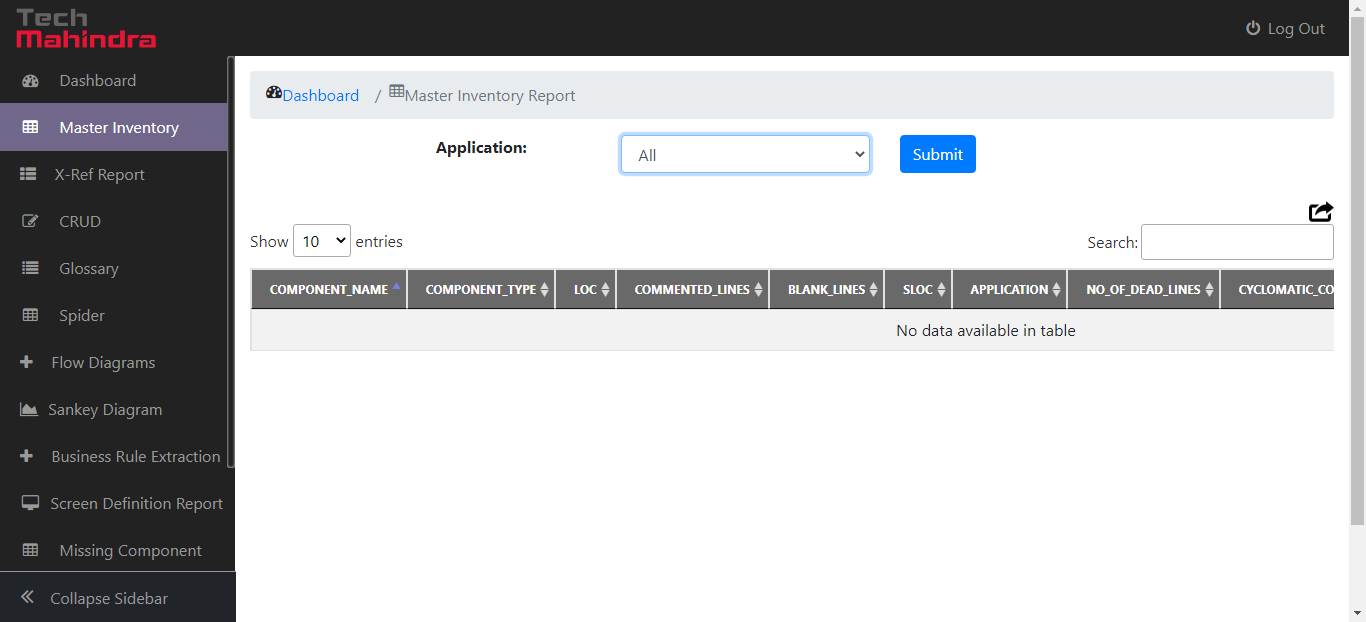 Tech
Mahindra
Log Out
Dashboard
Master Inventory
X-Ref Report
CRUD
Glossary
Spider
Flow Diagrams
Sankey Diagram
Business Rule Extraction
Screen Definition Report
Missing Component
Collapse Sidebar
Dashboard / Master Inventory Report
Application: All Submit
Show 10 entries Search:
COMPONENT_NAME COMPONENT_TYPE LOC COMMENTED_LINES BLANK_LINES SLOC APPLICATION NO_OF_DEAD_LINES CYCLOMATIC_CO
No data available in table